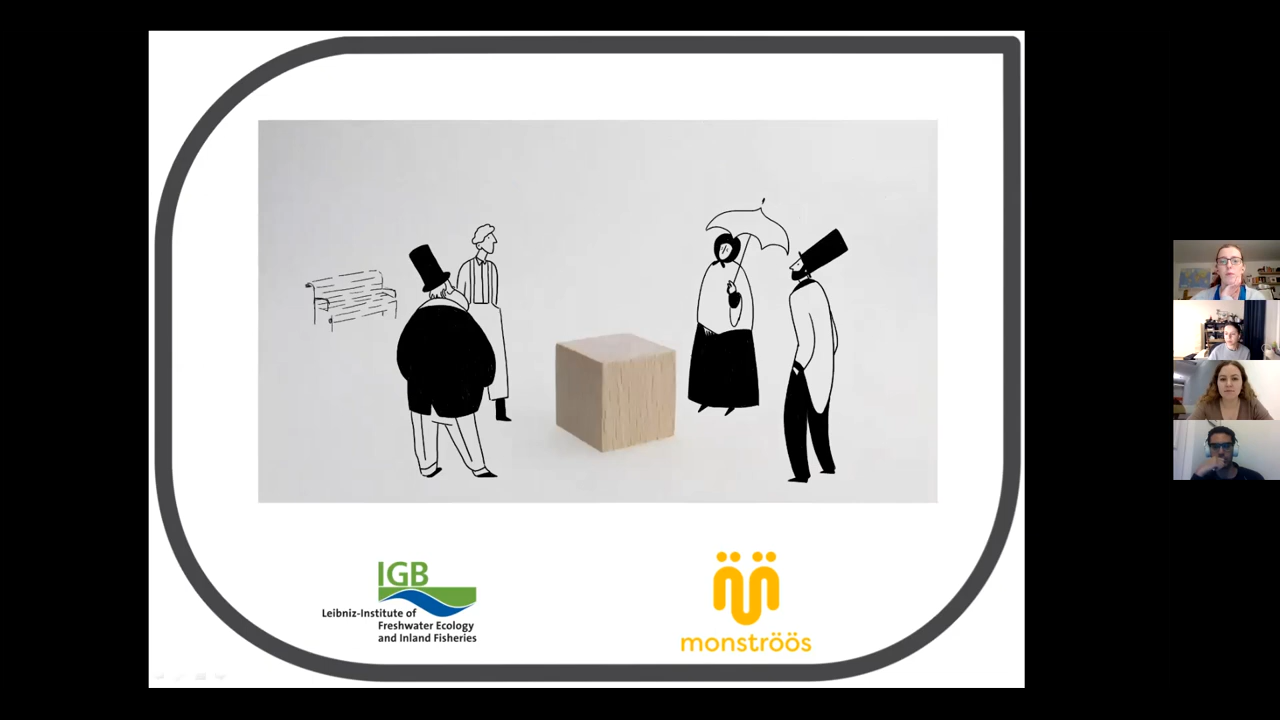 IGB
Leibniz-Institute of
Freshwater Ecology
and Inland Fisheries
monströös